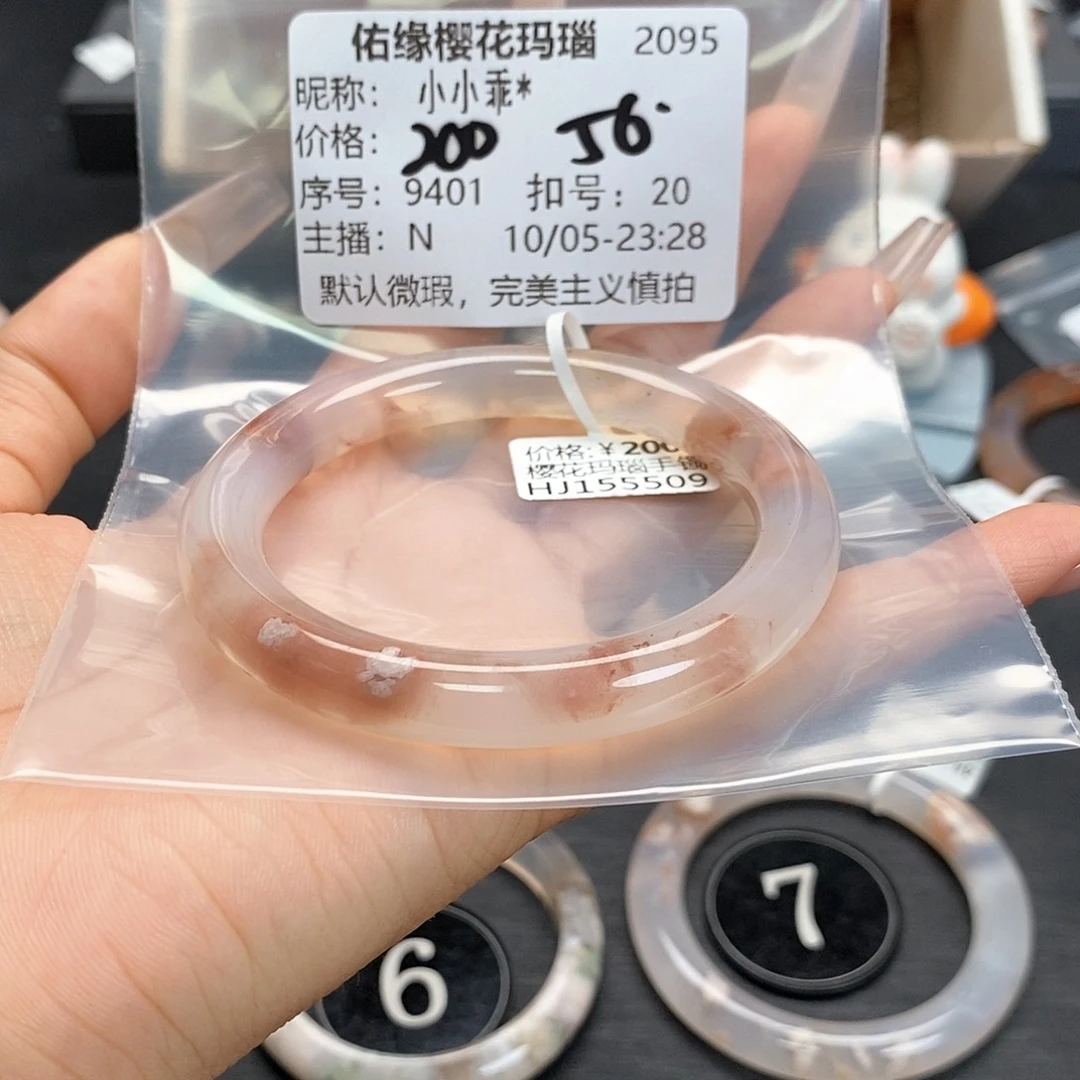 佑缘樱花玛瑙 2095
昵称： 小小乖*
价格： 200 56.
序号：9401 扣号：20
主播：N 10/05-23:28
默认微瑕，完美主义慎拍
价格:￥200
樱花玛瑙手镯
HJ155509
6
7